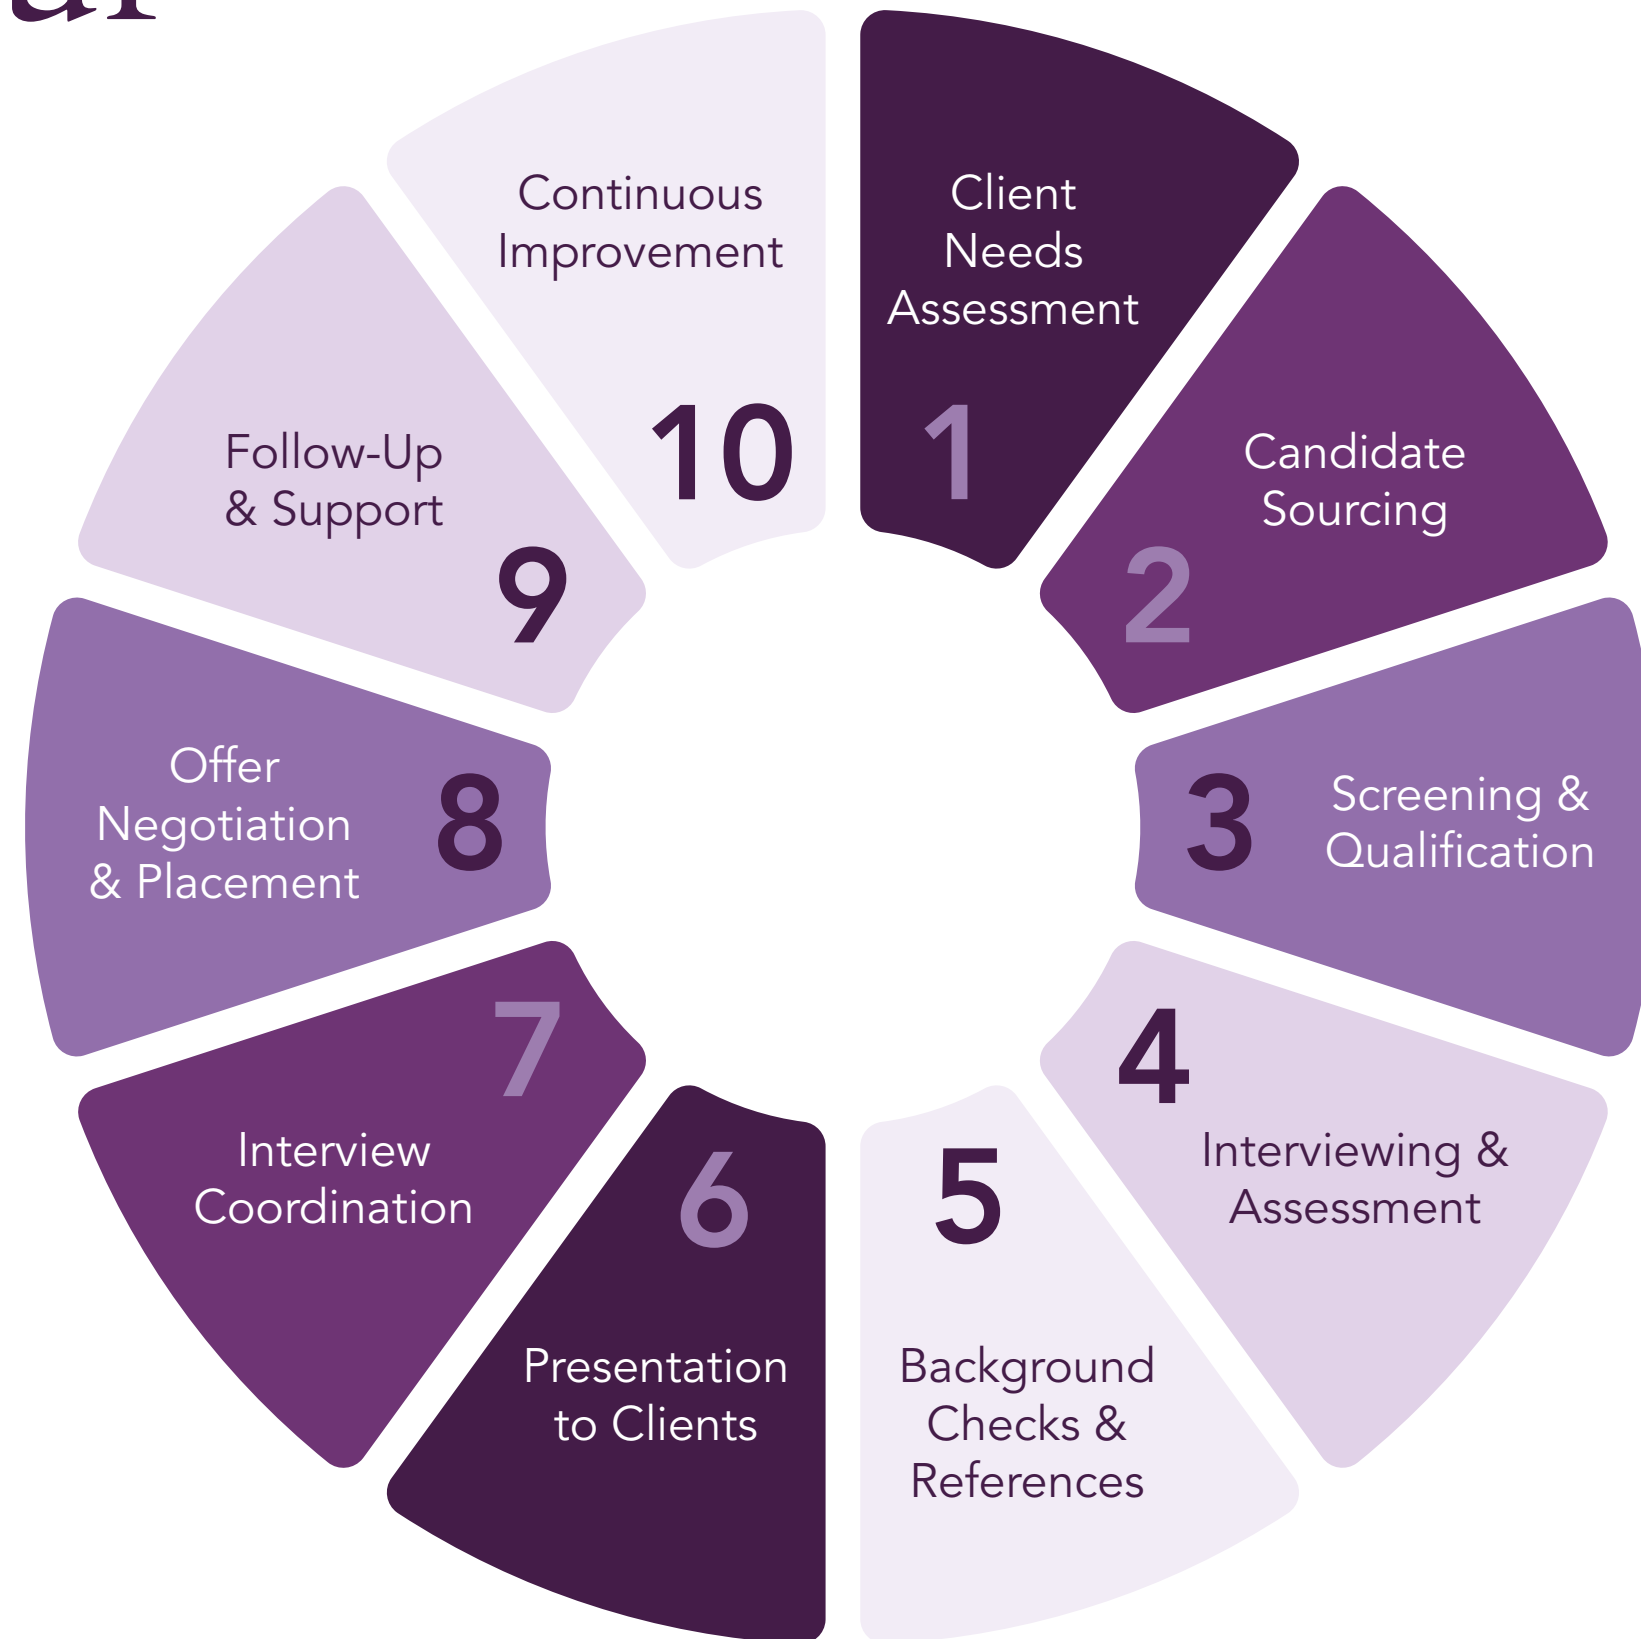 Client
Needs
Assessment
1
Candidate
Sourcing
2
3
Screening &
Qualification
4
Interviewing &
Assessment
5
Background
Checks &
References
6
Presentation
to Clients
7
Interview
Coordination
8
Offer
Negotiation
& Placement
9
Follow-Up
& Support
10
Continuous
Improvement